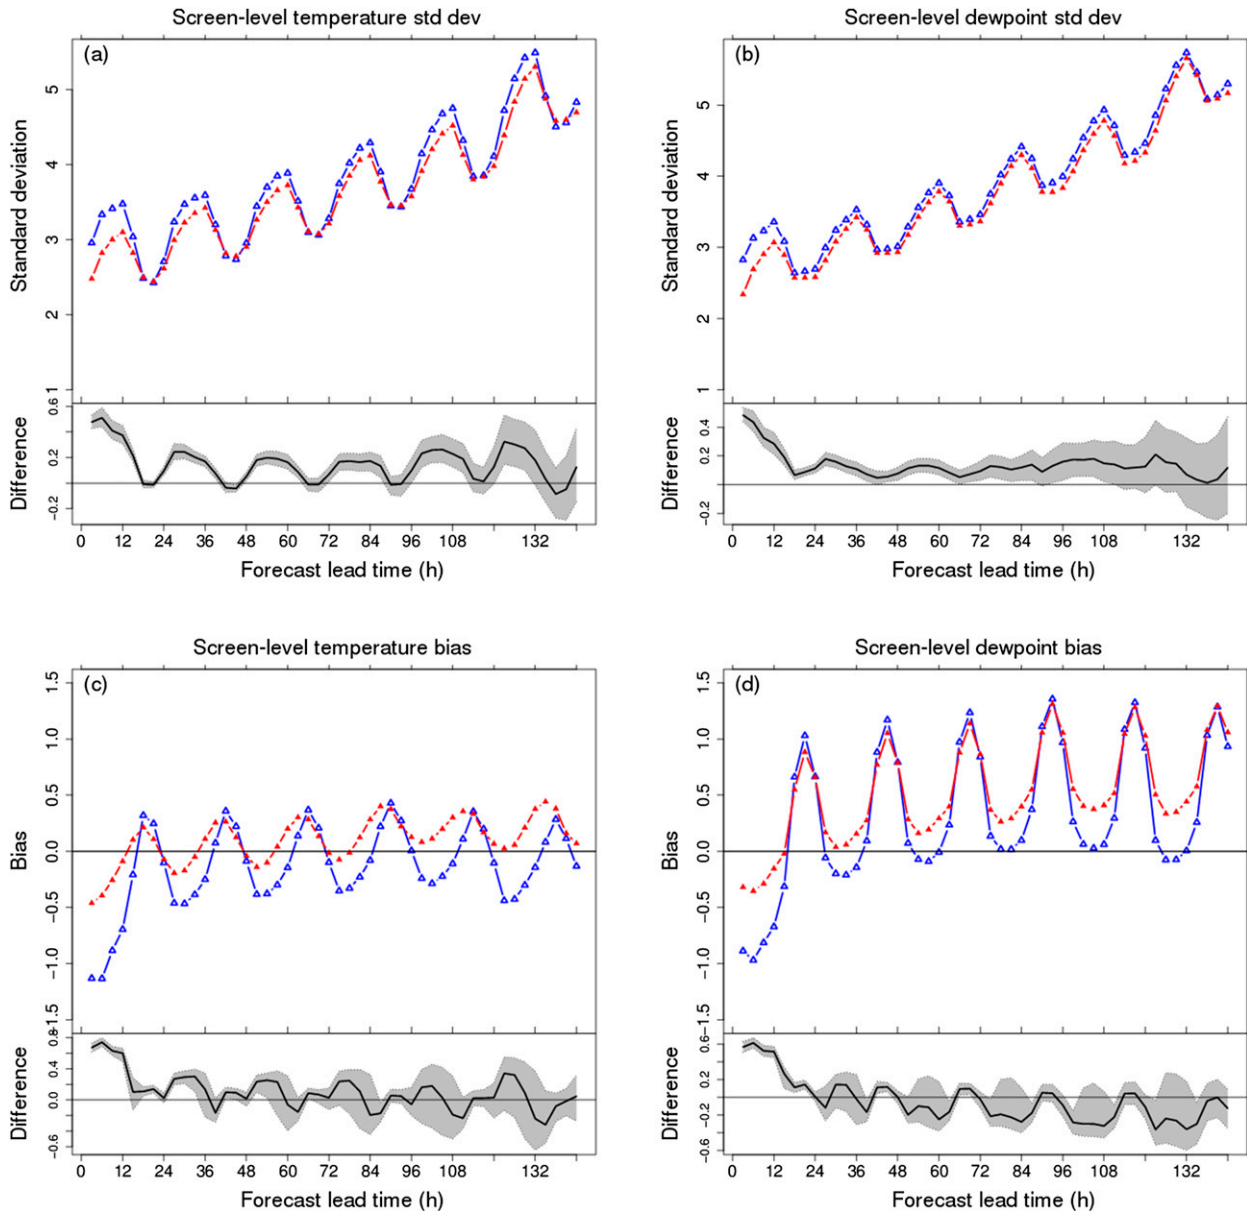 Screen-level temperature std dev
(a)
Standard deviation
5
4
3
2
1
Difference
0.6
0.2
−0.2
0 12 24 36 48 60 72 84 96 108 132
Forecast lead time (h)
Screen-level dewpoint std dev
(b)
Standard deviation
5
4
3
2
1
Difference
0.4
0.2
−0.2
0 12 24 36 48 60 72 84 96 108 132
Forecast lead time (h)
Screen-level temperature bias
(c)
Bias
1.5
1.0
0.5
0.0
−0.5
−1.0
−1.5
Difference
0.8
0.4
0.0
−0.6
0 12 24 36 48 60 72 84 96 108 132
Forecast lead time (h)
Screen-level dewpoint bias
(d)
Bias
1.5
1.0
0.5
0.0
−0.5
−1.0
−1.5
Difference
0.6
0.2
−0.2
−0.6
0 12 24 36 48 60 72 84 96 108 132
Forecast lead time (h)